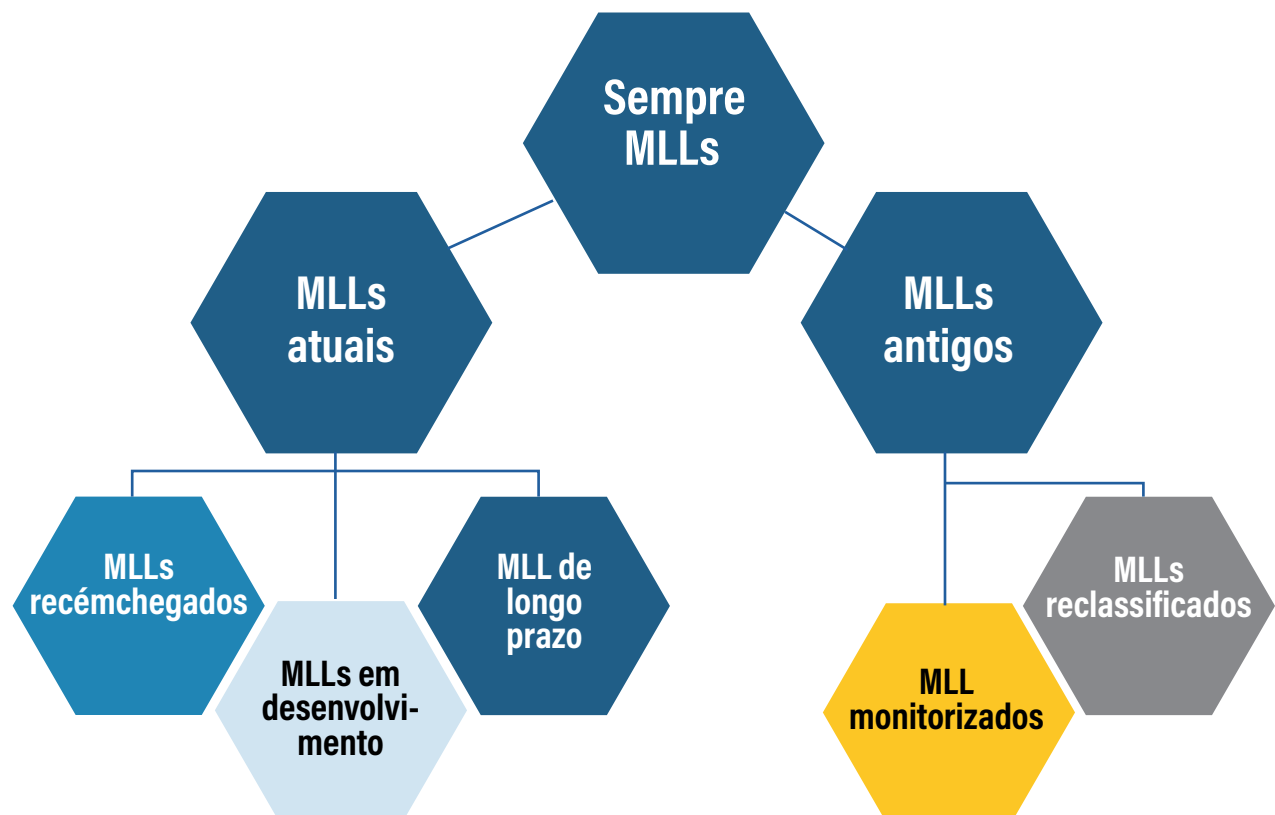 Sempre
MLLs
MLLs
atuais
MLLs
antigos
MLLs
recémchegados
MLLs em
desenvolvi-
mento
MLL de
longo
prazo
MLL
monitorizados
MLLs
reclassificados